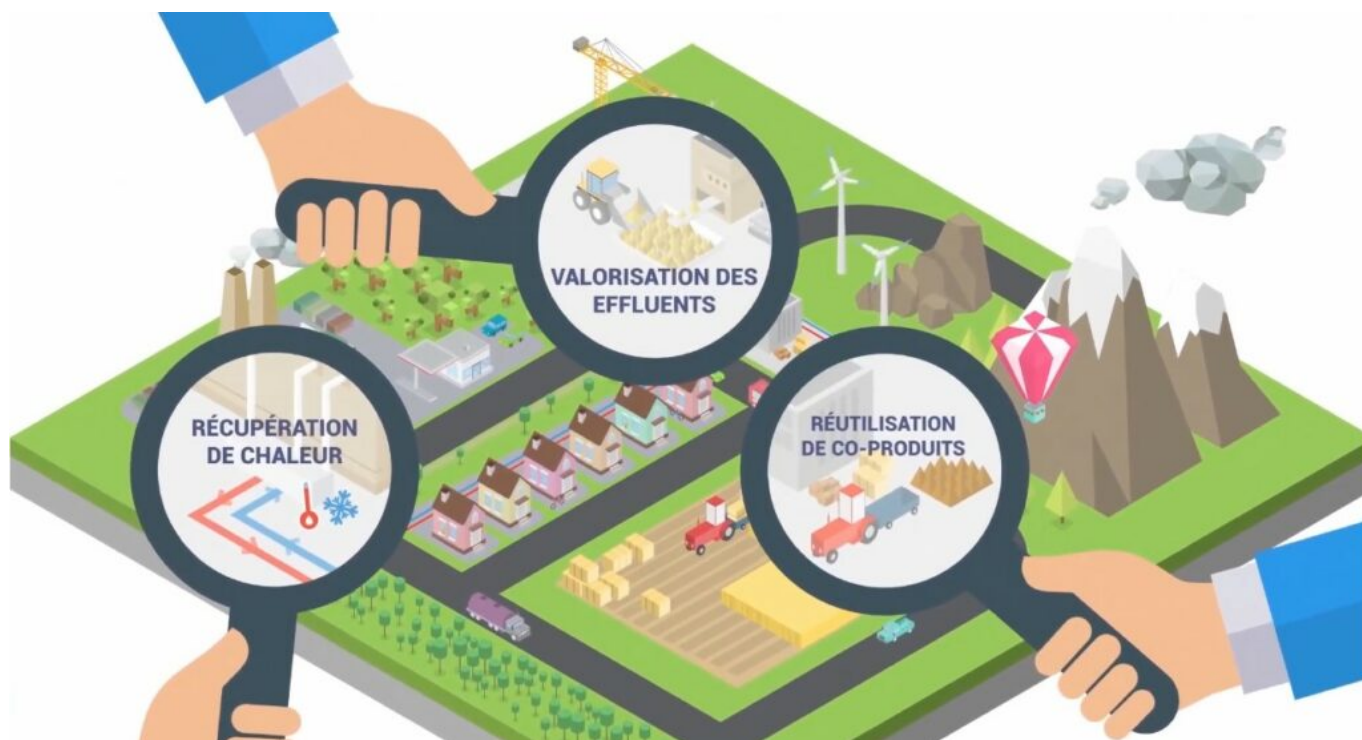 VALORISATION DES
EFFLUENTS
RÉCUPÉRATION
DE CHALEUR
RÉUTILISATION
DE CO-PRODUITS